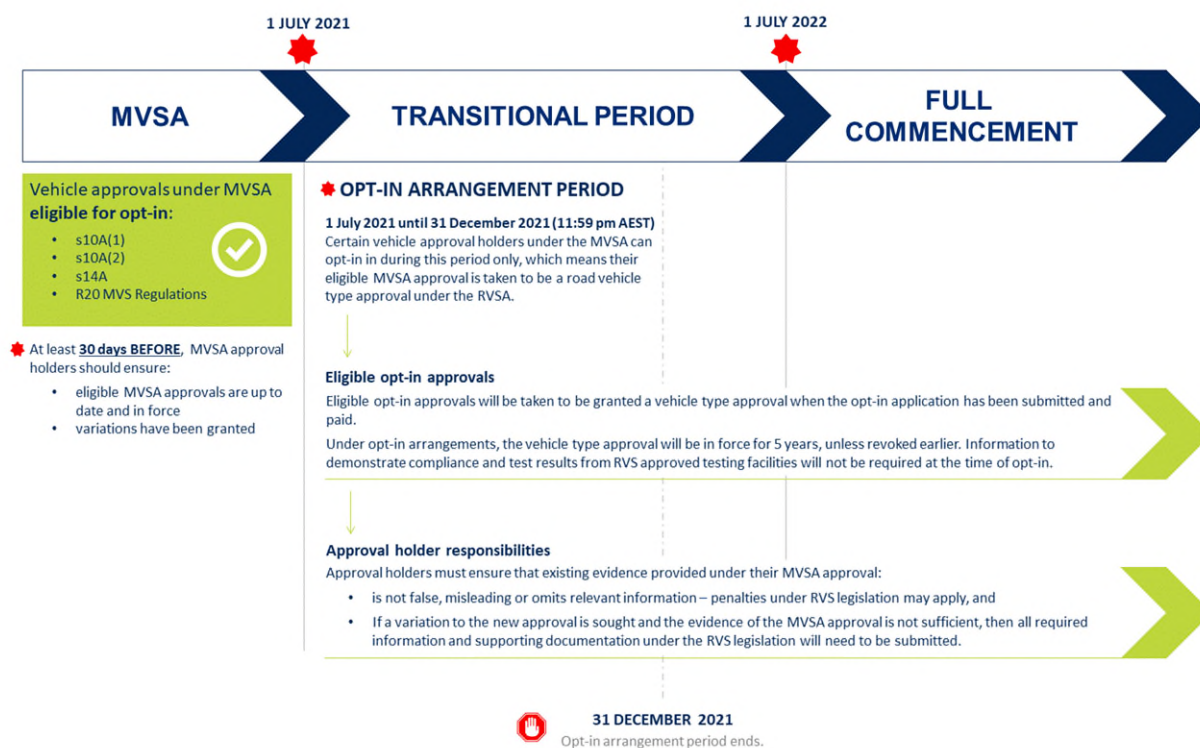 1 JULY 2021
1 JULY 2022
MVSA
TRANSITIONAL PERIOD
FULL
COMMENCEMENT
Vehicle approvals under MVSA
eligible for opt-in:
• s10A(1)
• s10A(2)
• s14A
• R20 MVS Regulations
At least 30 days BEFORE, MVSA approval
holders should ensure:
• eligible MVSA approvals are up to
date and in force
• variations have been granted
OPT-IN ARRANGEMENT PERIOD
1 July 2021 until 31 December 2021 (11:59 pm AEST)
Certain vehicle approval holders under the MVSA can
opt-in in during this period only, which means their
eligible MVSA approval is taken to be a road vehicle
type approval under the RVSA.
Eligible opt-in approvals
Eligible opt-in approvals will be taken to be granted a vehicle type approval when the opt-in application has been submitted and
paid.
Under opt-in arrangements, the vehicle type approval will be in force for 5 years, unless revoked earlier. Information to
demonstrate compliance and test results from RVS approved testing facilities will not be required at the time of opt-in.
Approval holder responsibilities
Approval holders must ensure that existing evidence provided under their MVSA approval:
• is not false, misleading or omits relevant information – penalties under RVS legislation may apply, and
• If a variation to the new approval is sought and the evidence of the MVSA approval is not sufficient, then all required
information and supporting documentation under the RVS legislation will need to be submitted.
31 DECEMBER 2021
Opt-in arrangement period ends.